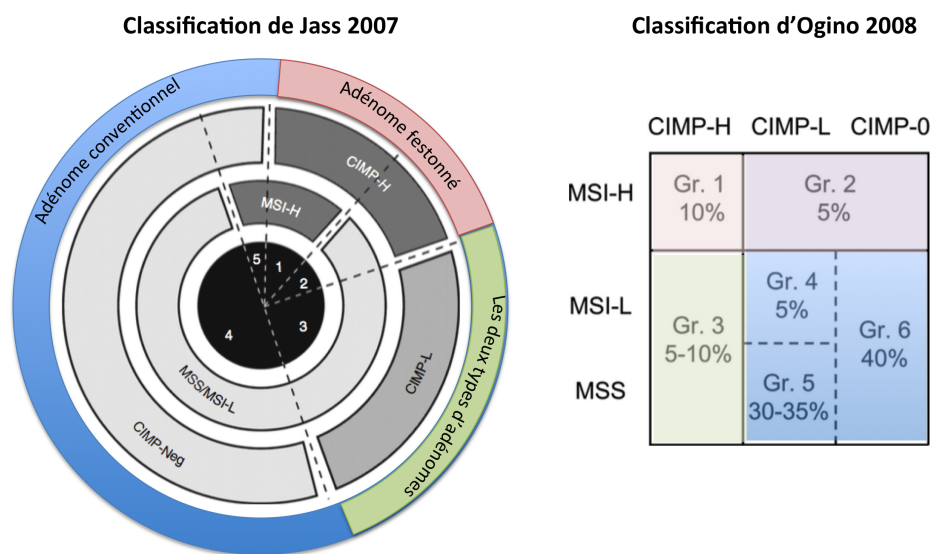 Classification de Jass 2007
Adénome conventionnel
Adénome festonné
Les deux types d'adénomes
CIMP-H
MSI-H
CIMP-L
MSS/MSI-L
CIMP-Neg
5
1
2
3
4
Classification d’Ogino 2008
CIMP-H CIMP-L CIMP-0
MSI-H
Gr. 1
10%
Gr. 2
5%
MSI-L
Gr. 4
5%
Gr. 3
5-10%
Gr. 6
40%
MSS
Gr. 5
30-35%